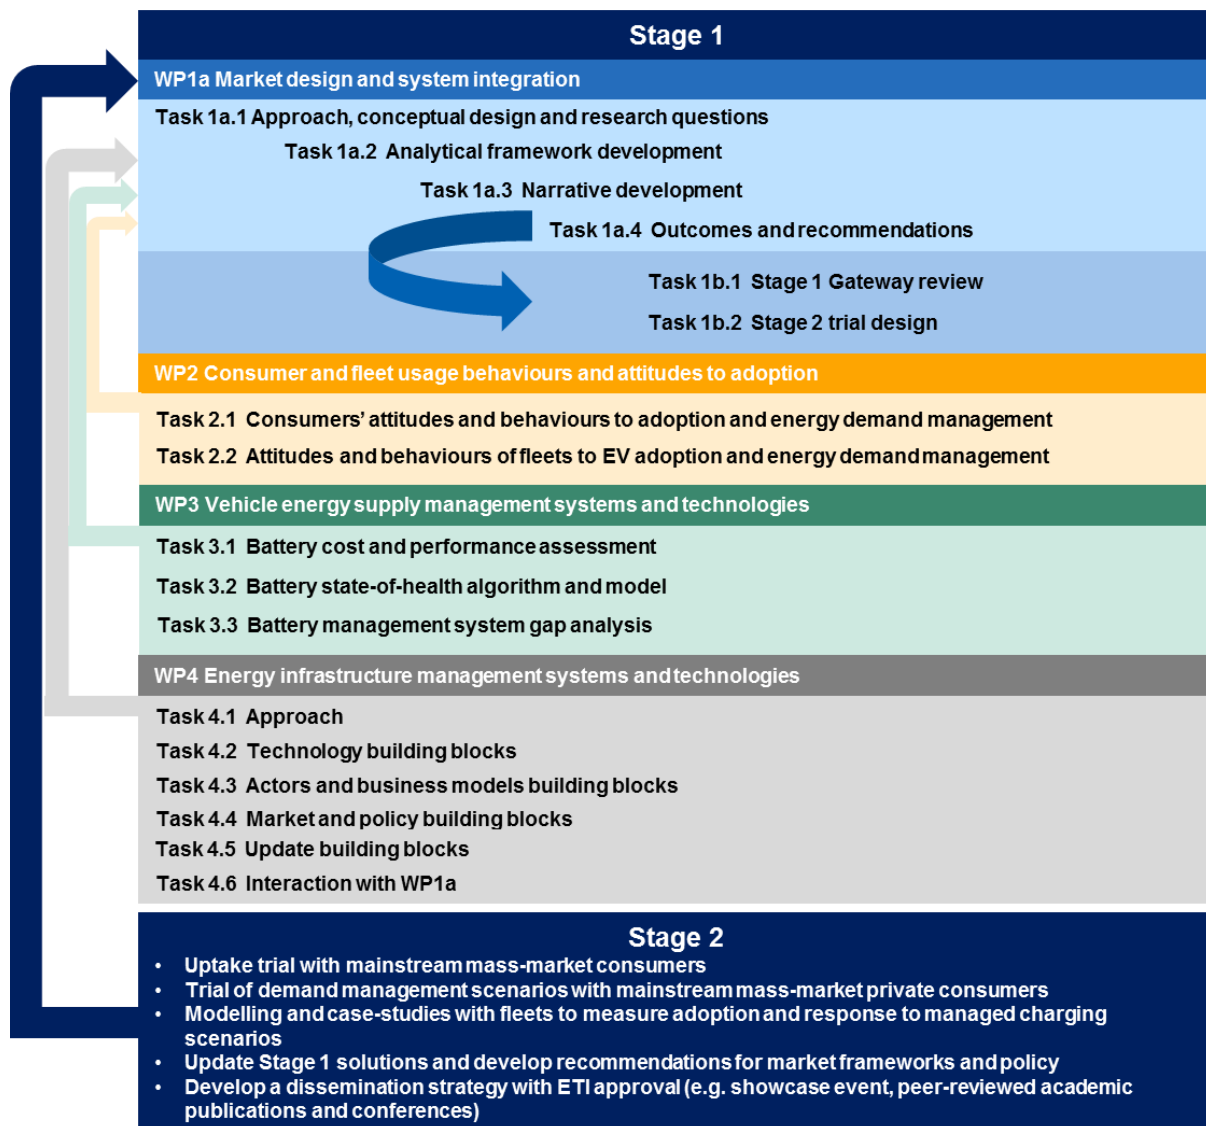 Stage 1
WP1a Market design and system integration
Task 1a.1 Approach, conceptual design and research questions
Task 1a.2 Analytical framework development
Task 1a.3 Narrative development
Task 1a.4 Outcomes and recommendations
Task 1b.1 Stage 1 Gateway review
Task 1b.2 Stage 2 trial design
WP2 Consumer and fleet usage behaviours and attitudes to adoption
Task 2.1 Consumers' attitudes and behaviours to adoption and energy demand management
Task 2.2 Attitudes and behaviours of fleets to EV adoption and energy demand management
WP3 Vehicle energy supply management systems and technologies
Task 3.1 Battery cost and performance assessment
Task 3.2 Battery state-of-health algorithm and model
Task 3.3 Battery management system gap analysis
WP4 Energy infrastructure management systems and technologies
Task 4.1 Approach
Task 4.2 Technology building blocks
Task 4.3 Actors and business models building blocks
Task 4.4 Market and policy building blocks
Task 4.5 Update building blocks
Task 4.6 Interaction with WP1a
Stage 2
• Uptake trial with mainstream mass-market consumers
• Trial of demand management scenarios with mainstream mass-market private consumers
• Modelling and case-studies with fleets to measure adoption and response to managed charging
scenarios
• Update Stage 1 solutions and develop recommendations for market frameworks and policy
• Develop a dissemination strategy with ETI approval (e.g. showcase event, peer-reviewed academic
publications and conferences)